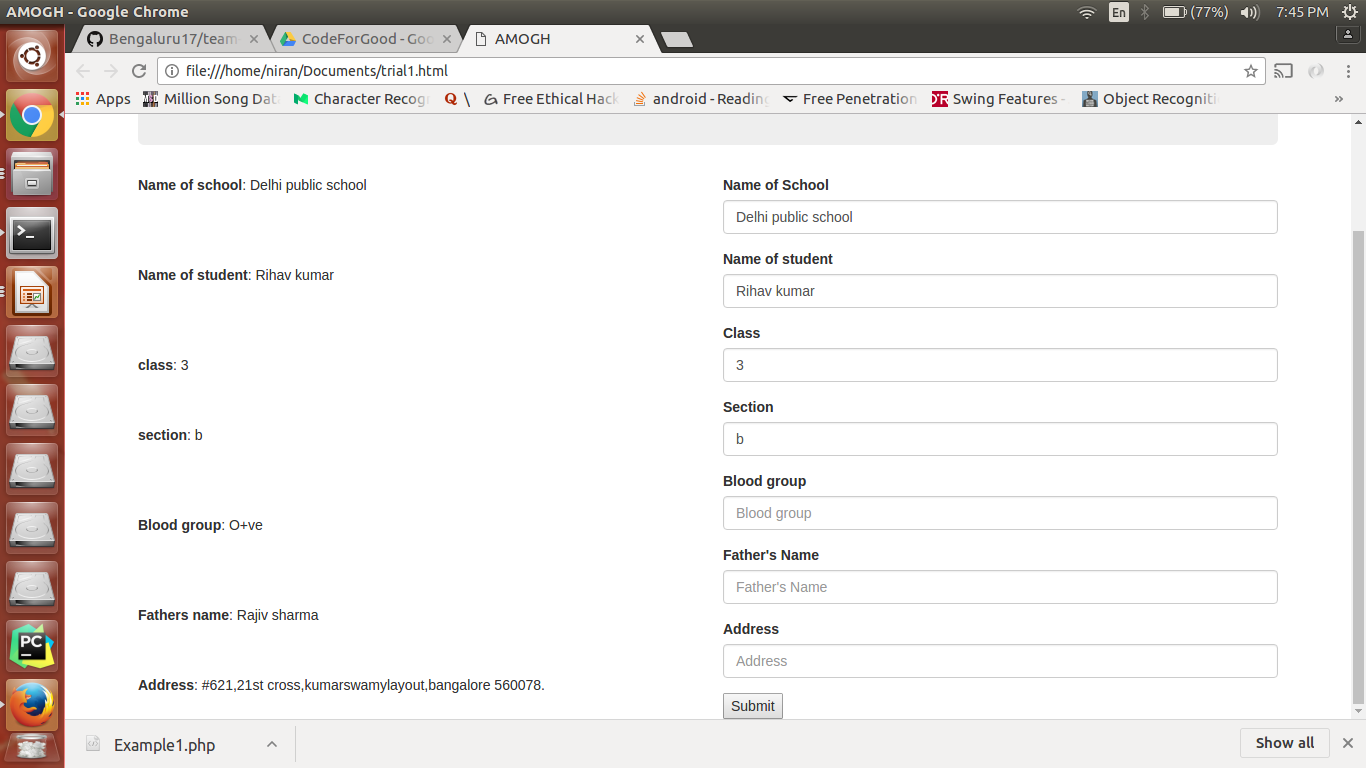 AMOGH - Google Chrome
En
(77%)
7:45 PM
Bengaluru17/team
CodeForGood - Goo
AMOGH
file:///home/niran/Documents/trial1.html
Apps
Million Song Dat
Character Recog
Q \
Free Ethical Hack
android - Reading
Free Penetration
DR Swing Features -
Object Recogniti
»
Name of school: Delhi public school
Name of School
Delhi public school
Name of student: Rihav kumar
Name of student
Rihav kumar
class: 3
Class
3
section: b
Section
b
Blood group: O+ve
Blood group
Blood group
Fathers name: Rajiv sharma
Father's Name
Father's Name
Address: #621,21st cross,kumarswamylayout,bangalore 560078.
Address
Address
Submit
PC
Example1.php
Show all